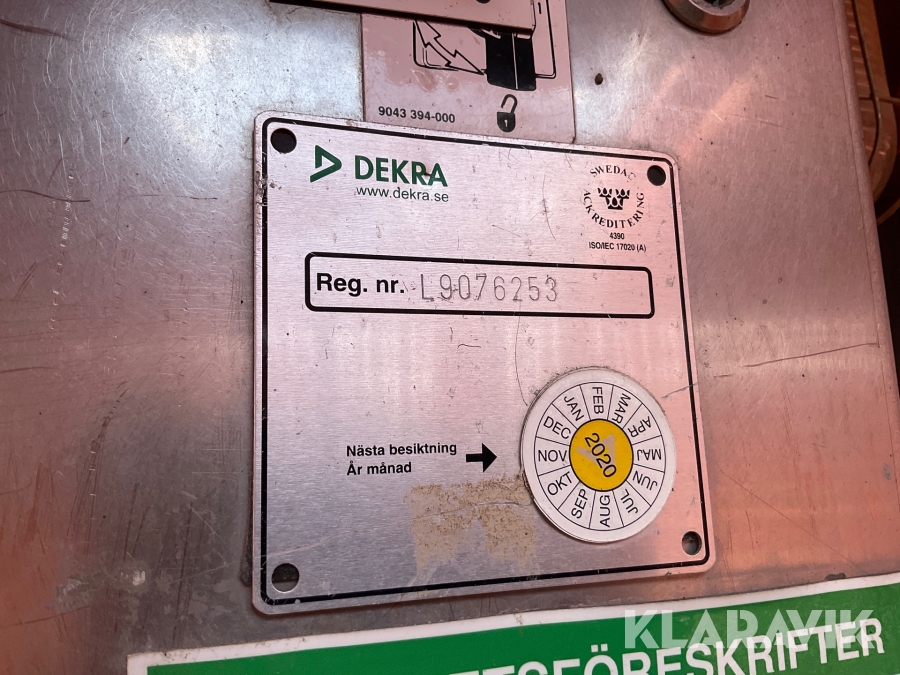 9043 394-000
DEKRA
www.dekra.se
SWEDAC
ACKREDITERING
4390
ISO/IEC 17020 (A)
Reg. nr. L9076253
Nästa besiktning
År månad
JAN
FEB
MAR
APR
MAJ
JUN
JUL
AUG
SEP
OKT
NOV
DEC
2020
KLARAVIK